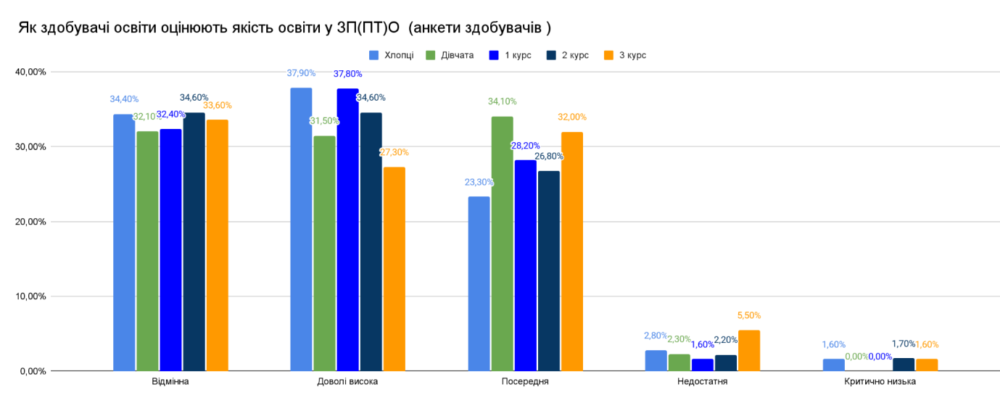 Як здобувачі освіти оцінюють якість освіти у ЗП(ПТ)О (анкети здобувачів )
Хлопці Дівчата 1 курс 2 курс 3 курс
40,00%
30,00%
20,00%
10,00%
0,00%
34,40% 32,10% 32,40% 34,60% 33,60%
37,90% 31,50% 37,80% 34,60% 27,30%
23,30% 34,10% 28,20% 26,80% 32,00%
2,80% 2,30% 1,60% 2,20% 5,50%
1,60% 0,00% 0,00% 1,70% 1,60%
Відмінна Доволі висока Посередня Недостатня Критично низька